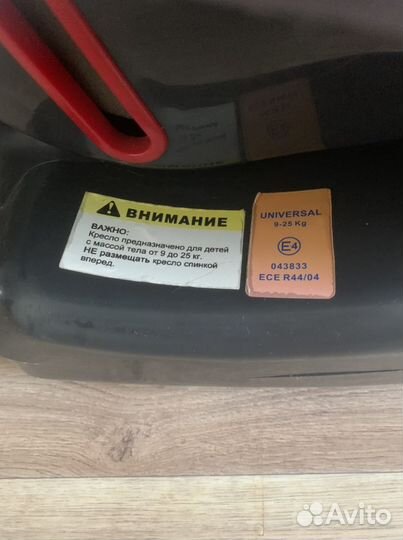 ВНИМАНИЕ
ВАЖНО:
Кресло предназначено для детей
с массой тела от 9 до 25 кг.
НЕ размещать кресло спинкой
вперед.
UNIVERSAL
9-25 Kg
E4
043833
ECE R44/04
Avito